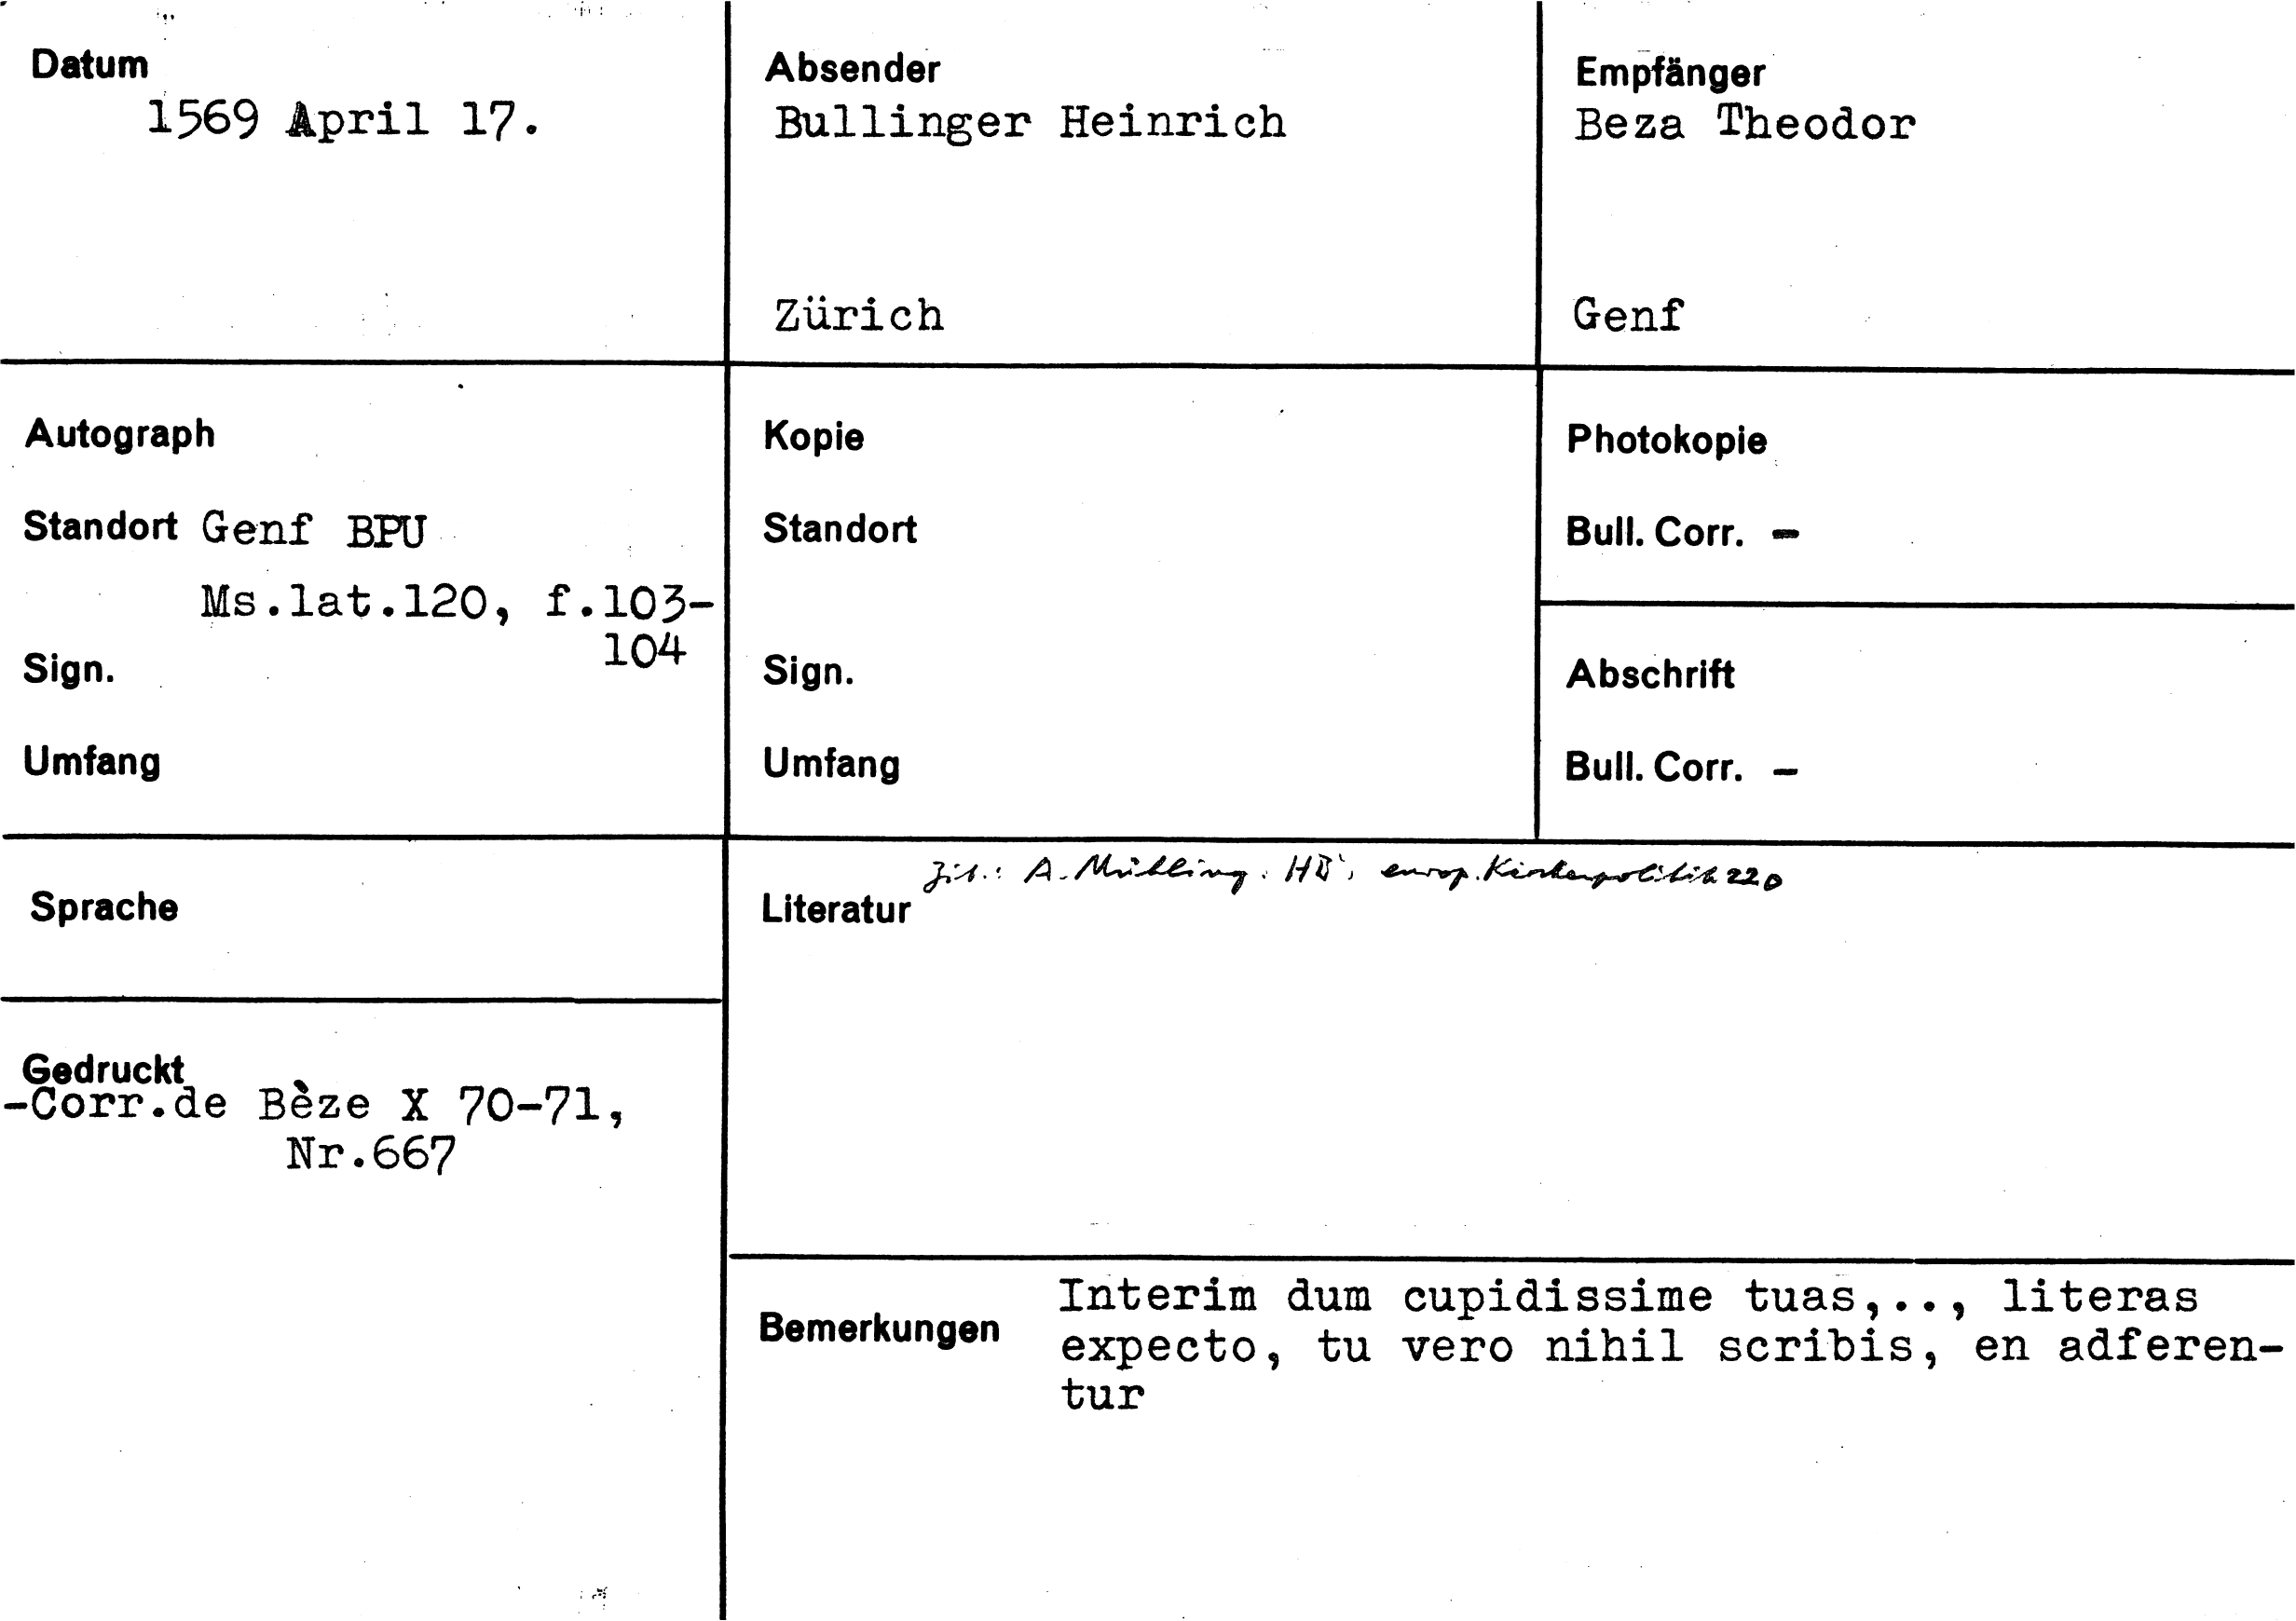 Datum
1569 April 17.
Absender
Bullinger Heinrich
Zürich
Empfänger
Beza Theodor
Genf
Autograph
Standort Genf BPU
Ms.lat.120, f.103-
104
Sign.
Umfang
Kopie
Standort
Sign.
Umfang
Photokopie
Bull. Corr. -
Abschrift
Bull. Corr. -
Sprache
Gedruckt
-Corr.de Bèze X 70-71,
Nr.667
Zit.: A. Mühling. HB's europ. Kirchenpolitik 220
Literatur
Bemerkungen
Interim dum cupidissime tuas,.., literas
expecto, tu vero nihil scribis, en adferen-
tur